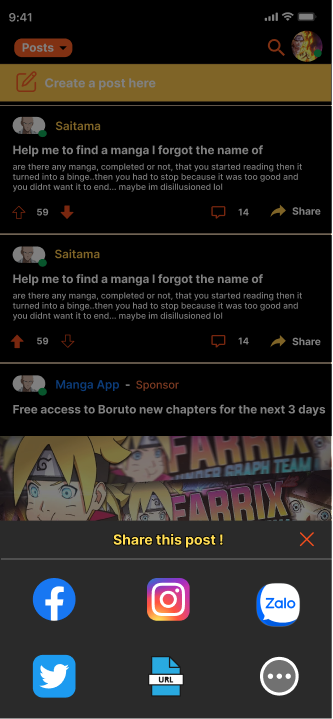 9:41
Posts
Create a post here
Saitama
Help me to find a manga I forgot the name of
are there any manga, completed or not, that you started reading then it
turned into a binge..then you had to stop because it was too good and
you didnt want it to end... maybe im disillusioned lol
59 14 Share
Saitama
Help me to find a manga I forgot the name of
are there any manga, completed or not, that you started reading then it
turned into a binge..then you had to stop because it was too good and
you didnt want it to end... maybe im disillusioned lol
59 14 Share
Manga App - Sponsor
Free access to Boruto new chapters for the next 3 days
FARRIX
GRAPH TEAM
FARRIX
Share this post !
Zalo
URL